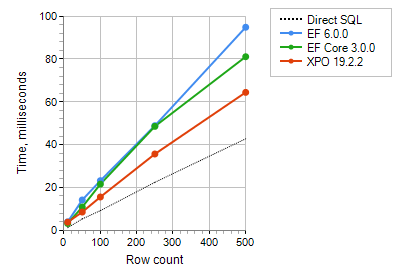 Direct SQL
EF 6.0.0
EF Core 3.0.0
XPO 19.2.2
Time, milliseconds
100
80
60
40
20
0
0 100 200 300 400 500
Row count